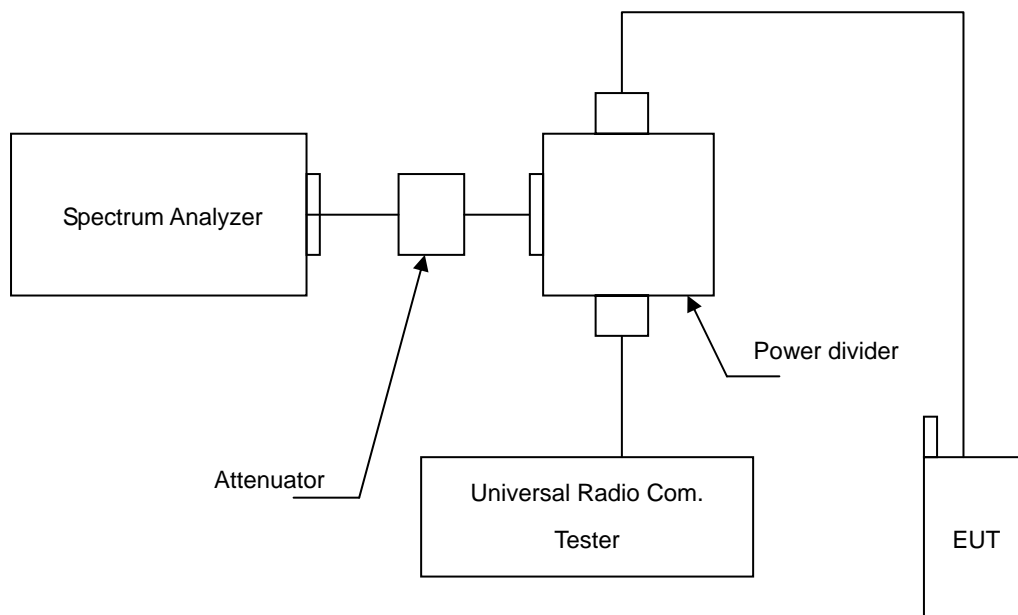 Spectrum Analyzer
Power divider
Attenuator
Universal Radio Com.
Tester
EUT